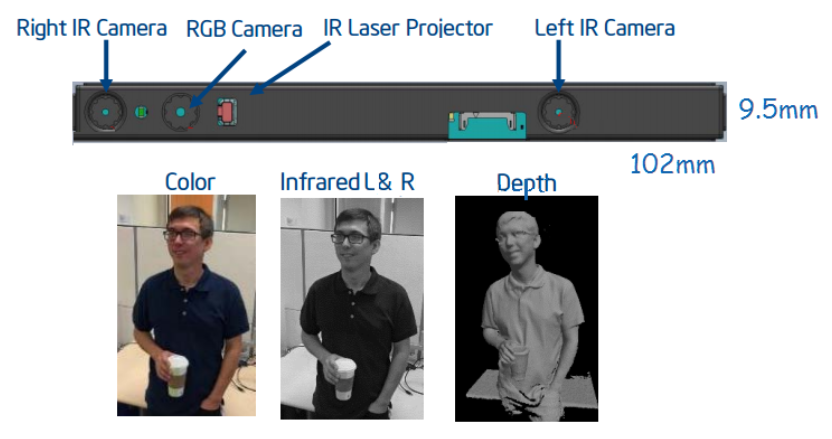 Right IR Camera
RGB Camera
IR Laser Projector
Left IR Camera
9.5mm
102mm
Color
Infrared L & R
Depth